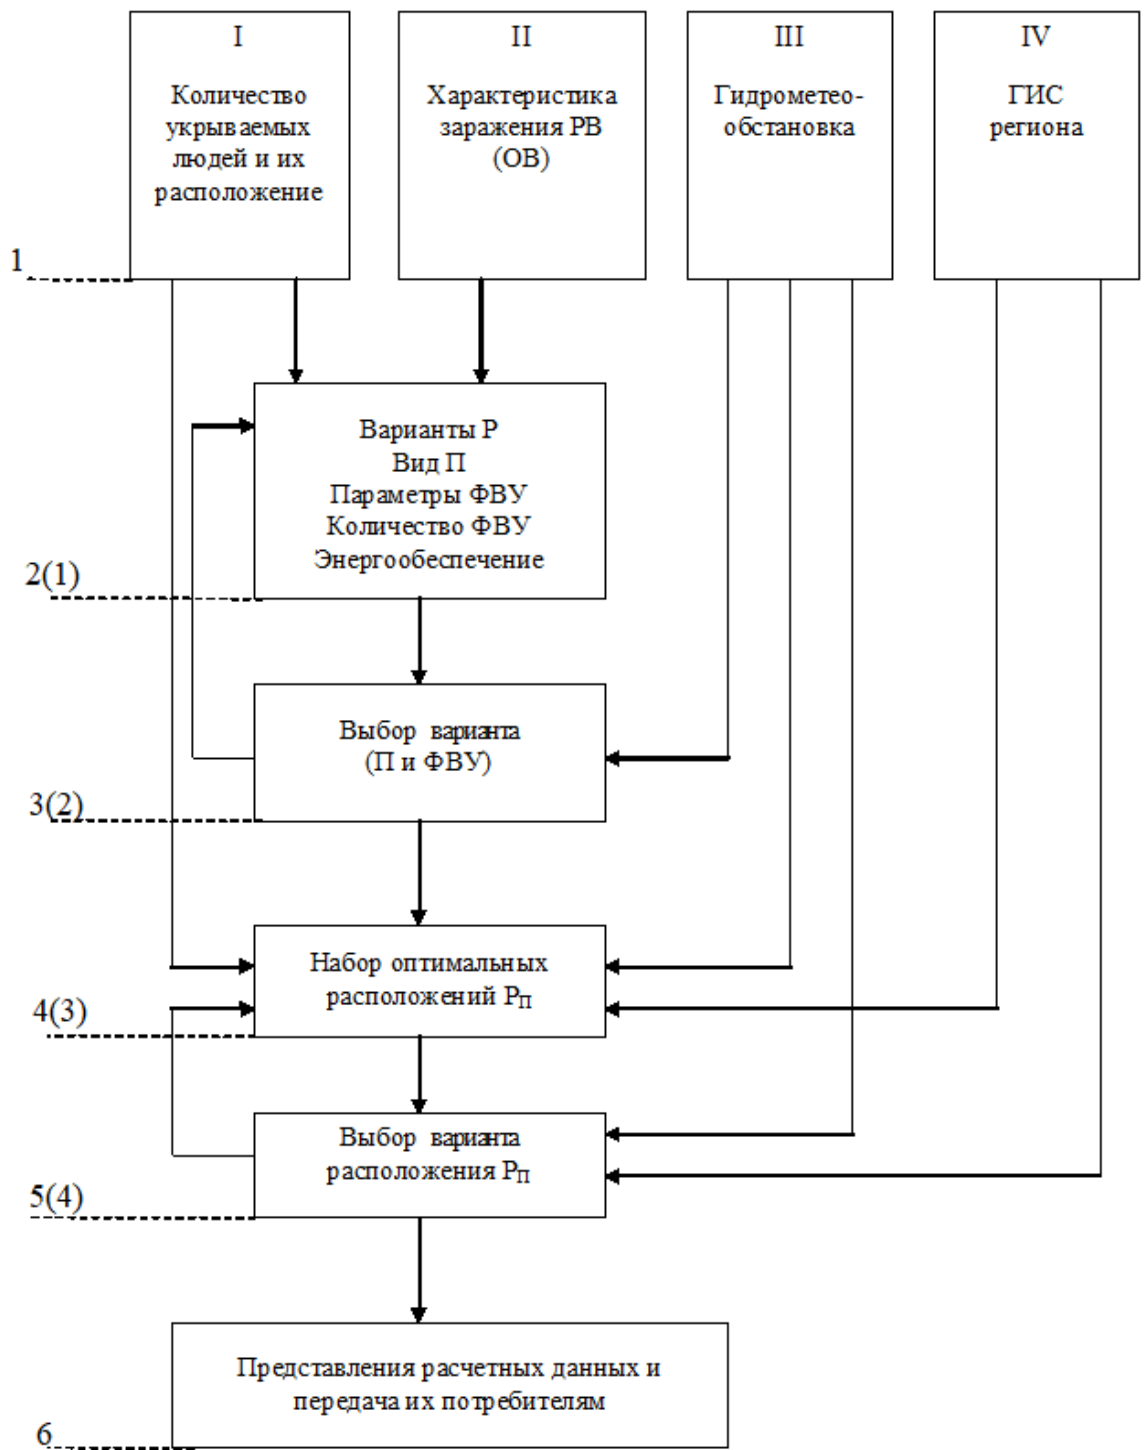 I
Количество
укрываемых
людей и их
расположение
II
Характеристика
заражения РВ
(ОВ)
III
Гидрометео-
обстановка
IV
ГИС
региона
1
Варианты Р
Вид П
Параметры ФВУ
Количество ФВУ
Энергообеспечение
2(1)
Выбор варианта
(П и ФВУ)
3(2)
Набор оптимальных
расположений РП
4(3)
Выбор варианта
расположения РП
5(4)
Представления расчетных данных и
передача их потребителям
6